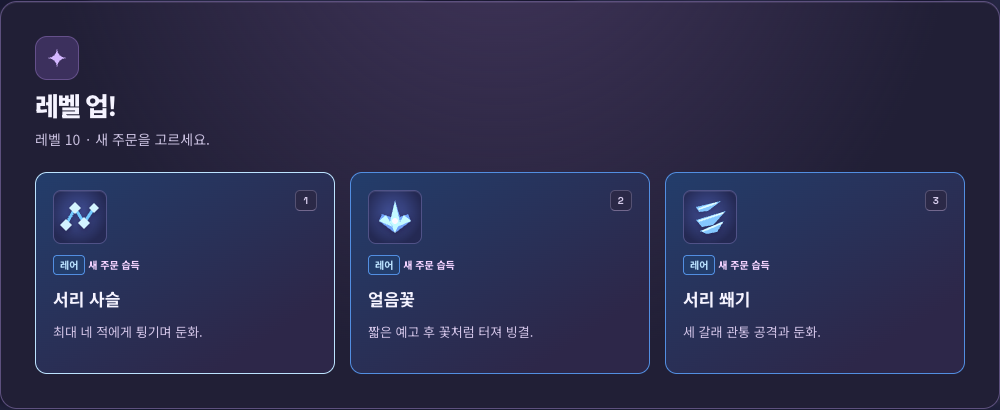 레벨 업!
레벨 10 · 새 주문을 고르세요.
1
레어 새 주문 습득
서리 사슬
최대 네 적에게 튕기며 둔화.
2
레어 새 주문 습득
얼음꽃
짧은 예고 후 꽃처럼 터져 빙결.
3
레어 새 주문 습득
서리 쐐기
세 갈래 관통 공격과 둔화.